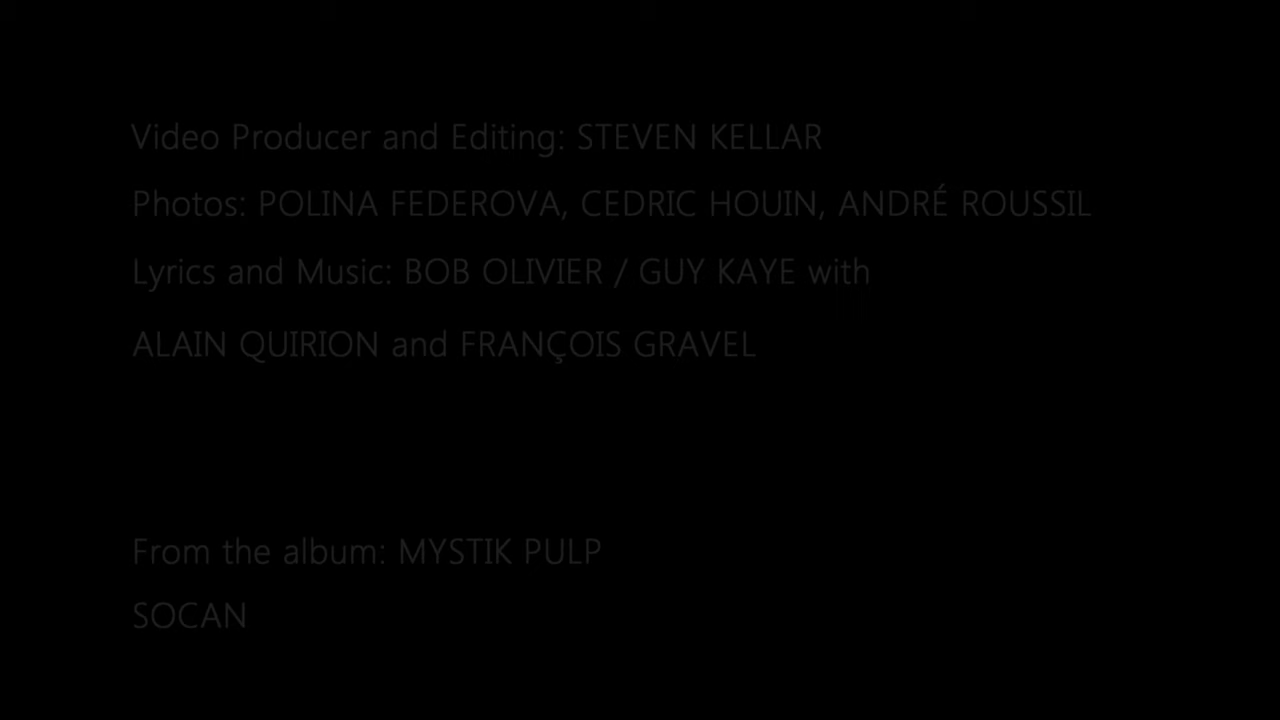 Video Producer and Editing: STEVEN KELLAR
Photos: POLINA FEDEROVA, CEDRIC HOUIN, ANDRÉ ROUSSIL
Lyrics and Music: BOB OLIVIER / GUY KAYE with
ALAIN QUIRION and FRANÇOIS GRAVEL
From the album: MYSTIK PULP
SOCAN